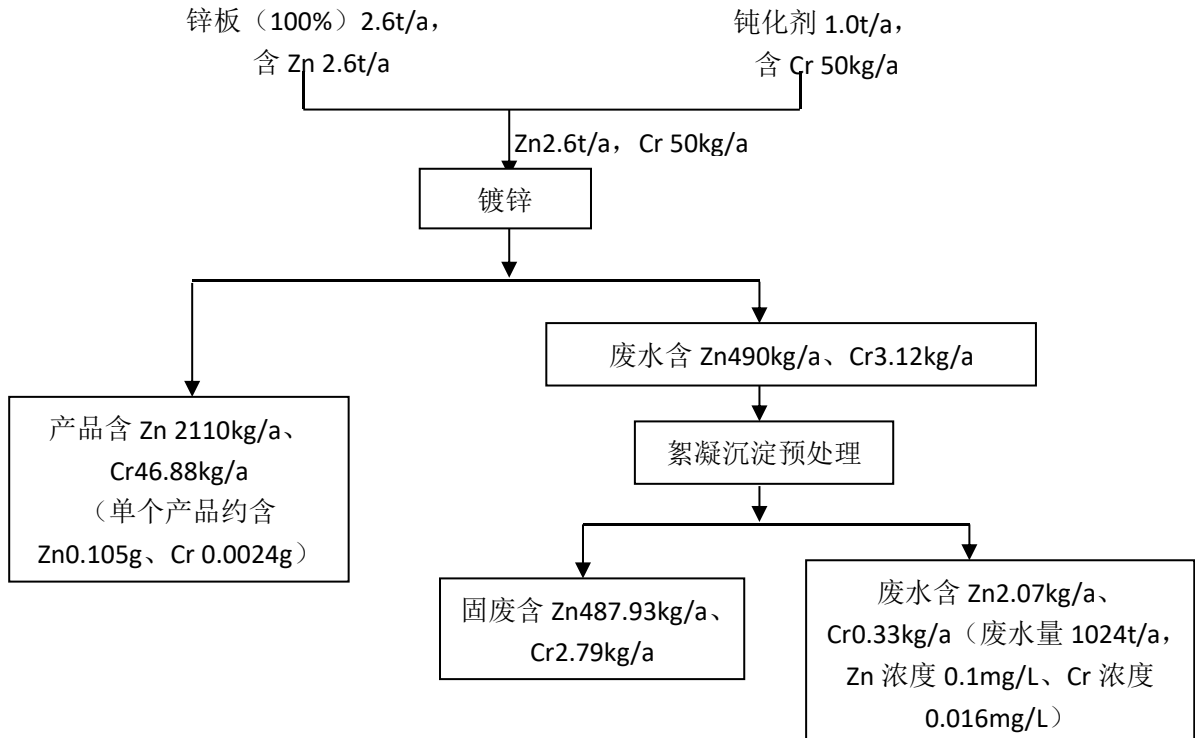 锌板（100%）2.6t/a，
含 Zn 2.6t/a
钝化剂 1.0t/a，
含 Cr 50kg/a
Zn2.6t/a，Cr 50kg/a
镀锌
废水含 Zn490kg/a、Cr3.12kg/a
产品含 Zn 2110kg/a、
Cr46.88kg/a
（单个产品约含
Zn0.105g、Cr 0.0024g）
絮凝沉淀预处理
固废含 Zn487.93kg/a、
Cr2.79kg/a
废水含 Zn2.07kg/a、
Cr0.33kg/a（废水量 1024t/a，
Zn 浓度 0.1mg/L、Cr 浓度
0.016mg/L）